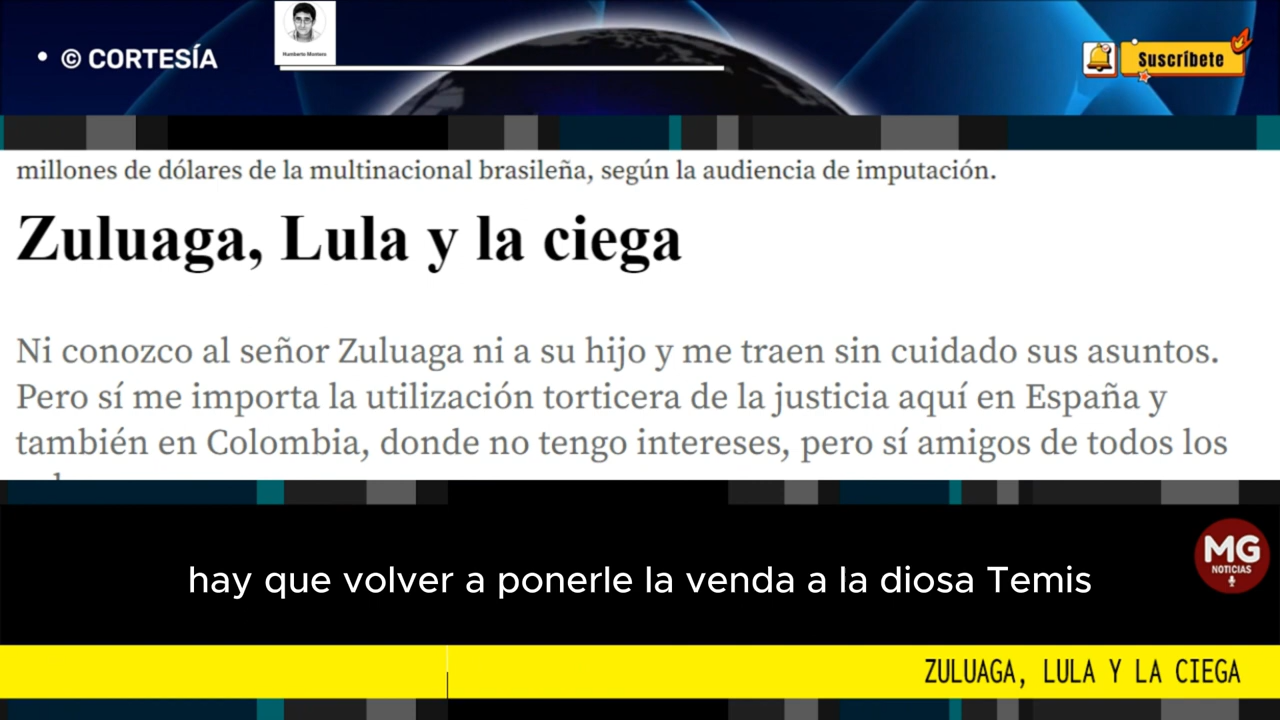 • © CORTESÍA
Humberto Montero
Suscríbete
millones de dólares de la multinacional brasileña, según la audiencia de imputación.
Zuluaga, Lula y la ciega
Ni conozco al señor Zuluaga ni a su hijo y me traen sin cuidado sus asuntos.
Pero sí me importa la utilización torticera de la justicia aquí en España y
también en Colombia, donde no tengo intereses, pero sí amigos de todos los
hay que volver a ponerle la venda a la diosa Temis
MG
NOTICIAS
ZULUAGA, LULA Y LA CIEGA